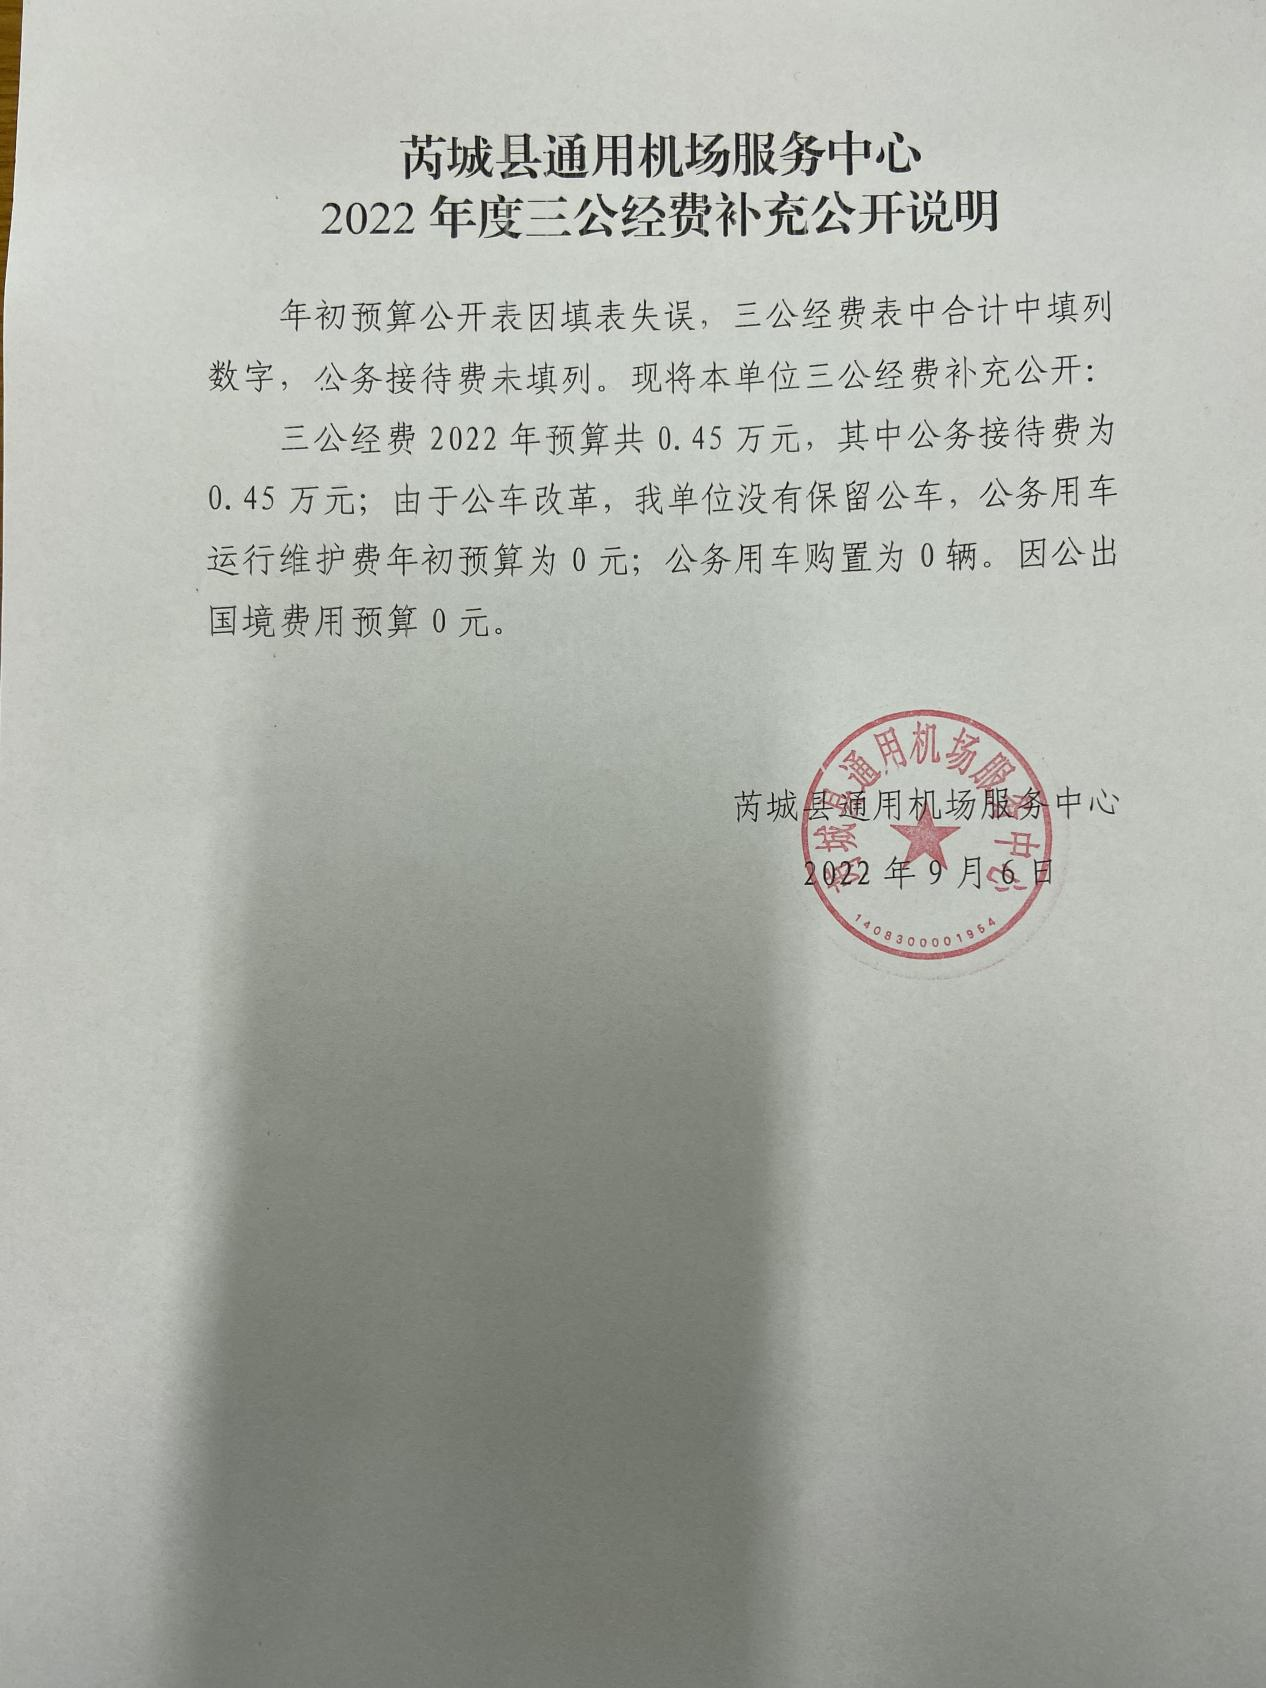 芮城县通用机场服务中心
2022年度三公经费补充公开说明
年初预算公开表因填表失误，三公经费表中合计中填列
数字，公务接待费未填列。现将本单位三公经费补充公开：
三公经费2022年预算共0.45万元，其中公务接待费为
0.45万元；由于公车改革，我单位没有保留公车，公务用车
运行维护费年初预算为0元；公务用车购置为0辆。因公出
国境费用预算0元。
芮城县通用机场服务中心
2022年9月6日
芮城县通用机场服务中心
1408300001954